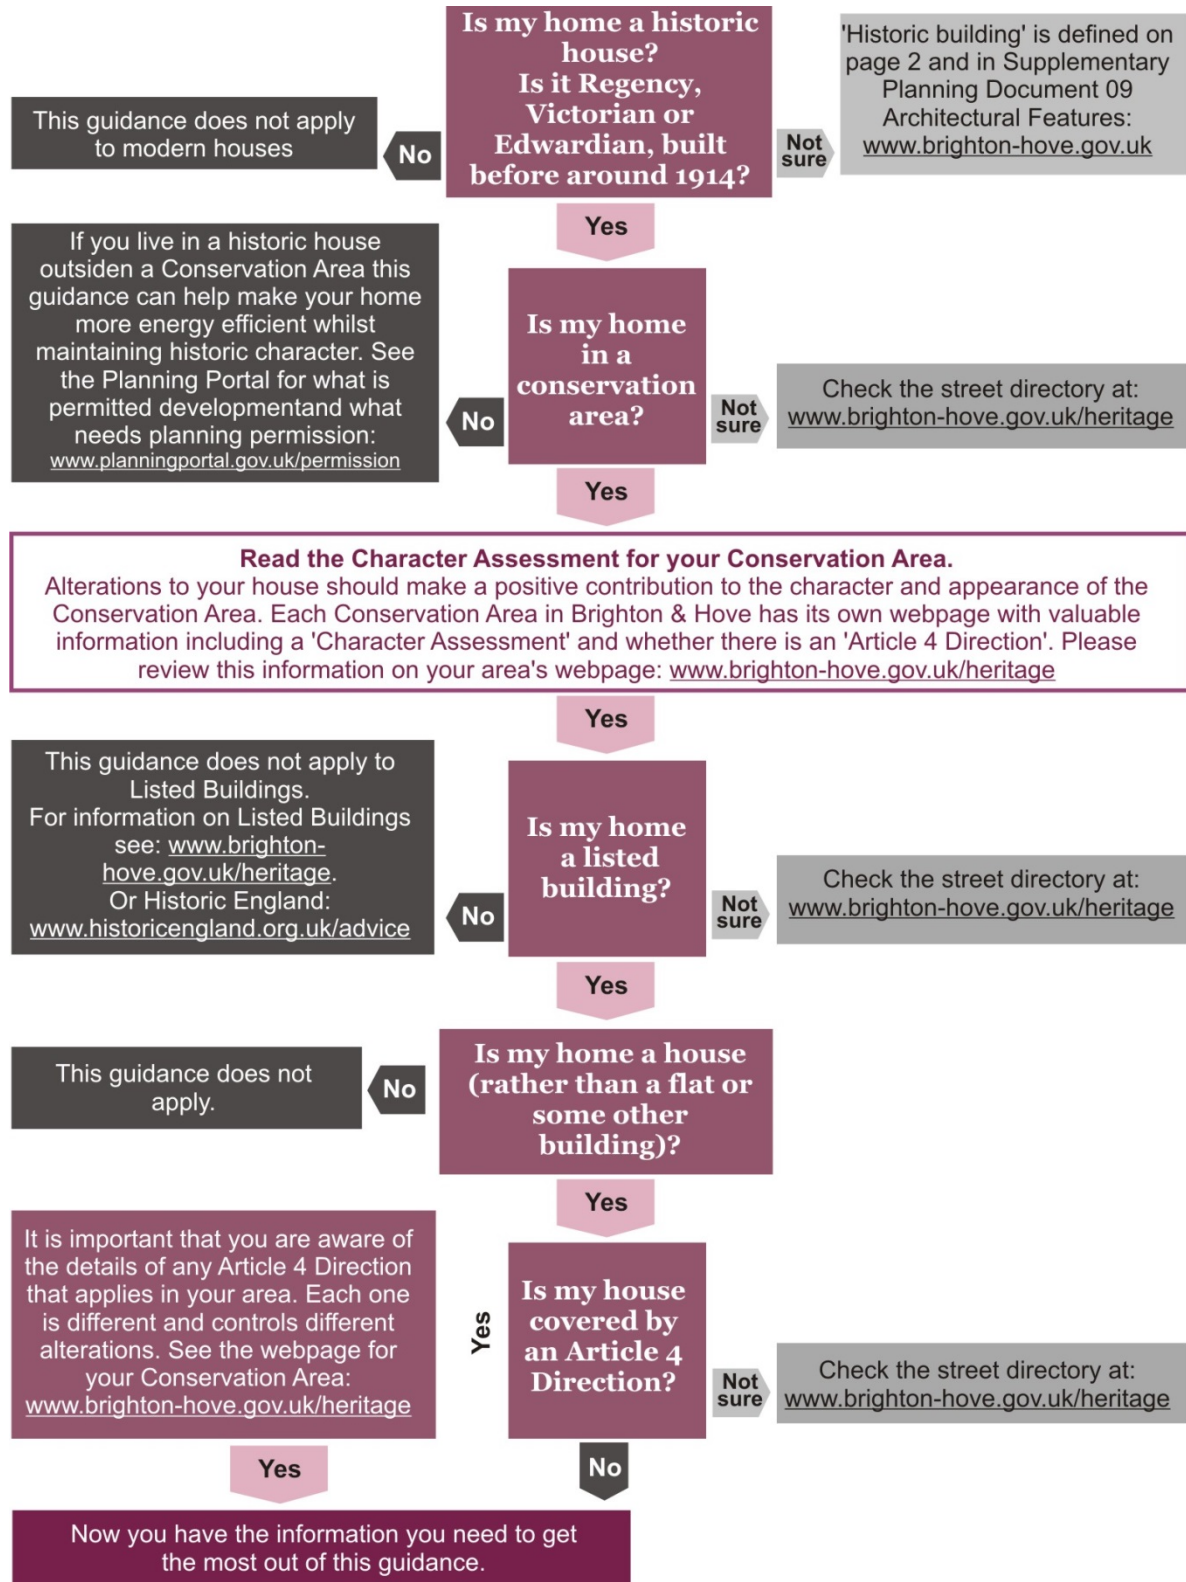 Is my home a historic
house?
Is it Regency,
Victorian or
Edwardian, built
before around 1914?
No
This guidance does not apply
to modern houses
Not
sure
'Historic building' is defined on
page 2 and in Supplementary
Planning Document 09
Architectural Features:
www.brighton-hove.gov.uk
Yes
Is my home
in a
conservation
area?
No
If you live in a historic house
outsiden a Conservation Area this
guidance can help make your home
more energy efficient whilst
maintaining historic character. See
the Planning Portal for what is
permitted developmentand what
needs planning permission:
www.planningportal.gov.uk/permission
Not
sure
Check the street directory at:
www.brighton-hove.gov.uk/heritage
Yes
Read the Character Assessment for your Conservation Area.
Alterations to your house should make a positive contribution to the character and appearance of the
Conservation Area. Each Conservation Area in Brighton & Hove has its own webpage with valuable
information including a 'Character Assessment' and whether there is an 'Article 4 Direction'. Please
review this information on your area's webpage: www.brighton-hove.gov.uk/heritage
Yes
Is my home
a listed
building?
No
This guidance does not apply to
Listed Buildings.
For information on Listed Buildings
see: www.brighton-
hove.gov.uk/heritage.
Or Historic England:
www.historicengland.org.uk/advice
Not
sure
Check the street directory at:
www.brighton-hove.gov.uk/heritage
Yes
Is my home a house
(rather than a flat or
some other
building)?
No
This guidance does not
apply.
Yes
Is my house
covered by
an Article 4
Direction?
Yes
It is important that you are aware of
the details of any Article 4 Direction
that applies in your area. Each one
is different and controls different
alterations. See the webpage for
your Conservation Area:
www.brighton-hove.gov.uk/heritage
Not
sure
Check the street directory at:
www.brighton-hove.gov.uk/heritage
Yes
No
Now you have the information you need to get
the most out of this guidance.